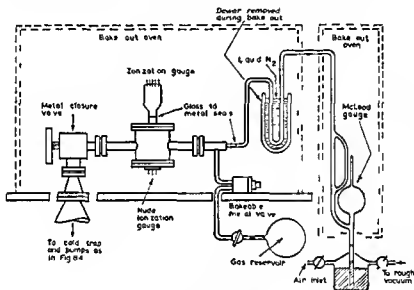 Dewar removed
during bake out
Bake out oven
Bake out
oven
Ionization gauge
Liquid N2
Glass to
metal seals
Metal closure
valve
McLeod
gauge
Nude
ionization
gauge
Bakeable
metal valve
Gas reservoir
To cold trap
and pumps as
in Fig 84
Air inlet
To rough
vacuum